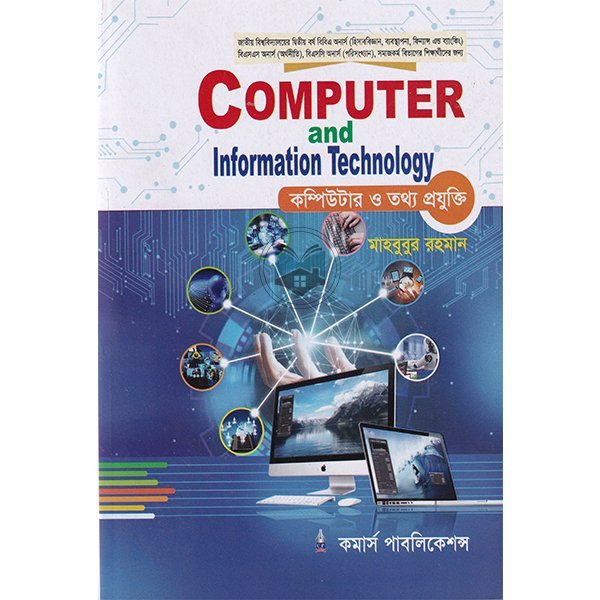 জাতীয় বিশ্ববিদ্যালয়ের দ্বিতীয় বর্ষ বিবিএ অনার্স (হিসাববিজ্ঞান, ব্যবস্থাপনা, ফিন্যান্স এন্ড ব্যাংকিং)
বিএসএস অনার্স (অর্থনীতি), বিএসসি অনার্স (পরিসংখ্যান), সমাজকর্ম বিভাগের শিক্ষার্থীদের জন্য
COMPUTER
and
Information Technology
কম্পিউটার ও তথ্য প্রযুক্তি
মাহবুবুর রহমান
কমার্স পাবলিকেশন্স